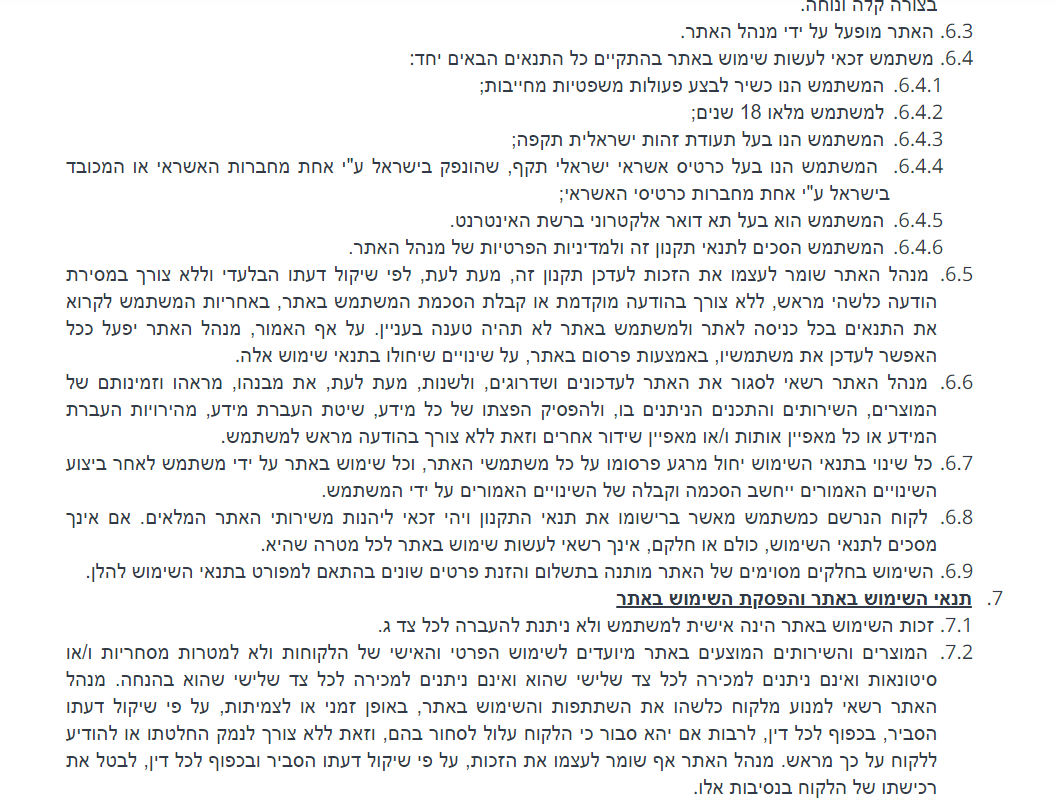 בצורה קלה ונוחה.
6.3. האתר מופעל על ידי מנהל האתר.
6.4. משתמש זכאי לעשות שימוש באתר בהתקיים כל התנאים הבאים יחד:
6.4.1. המשתמש הנו כשיר לבצע פעולות משפטיות מחייבות;
6.4.2. למשתמש מלאו 18 שנים;
6.4.3. המשתמש הנו בעל תעודת זהות ישראלית תקפה;
6.4.4. המשתמש הנו בעל כרטיס אשראי ישראלי תקף, שהונפק בישראל ע"י אחת מחברות האשראי או המכובד
בישראל ע"י אחת מחברות כרטיסי האשראי;
6.4.5. המשתמש הוא בעל תא דואר אלקטרוני ברשת האינטרנט.
6.4.6. המשתמש הסכים לתנאי תקנון זה ולמדיניות הפרטיות של מנהל האתר.
6.5. מנהל האתר שומר לעצמו את הזכות לעדכן תקנון זה, מעת לעת, לפי שיקול דעתו הבלעדי וללא צורך במסירת
הודעה כלשהי מראש, ללא צורך בהודעה מוקדמת או קבלת הסכמת המשתמש באתר, באחריות המשתמש לקרוא
את התנאים בכל כניסה לאתר ולמשתמש באתר לא תהיה טענה בעניין. על אף האמור, מנהל האתר יפעל ככל
האפשר לעדכן את משתמשיו, באמצעות פרסום באתר, על שינויים שיחולו בתנאי שימוש אלה.
6.6. מנהל האתר רשאי לסגור את האתר לעדכונים ושדרוגים, ולשנות, מעת לעת, את מבנהו, מראהו וזמינותם של
המוצרים, השירותים והתכנים הניתנים בו, ולהפסיק הפצתו של כל מידע, שיטת העברת מידע, מהירויות העברת
המידע או כל מאפיין אותות ו/או מאפיין שידור אחרים וזאת ללא צורך בהודעה מראש למשתמש.
6.7. כל שינוי בתנאי השימוש יחול מרגע פרסומו על כל משתמשי האתר, וכל שימוש באתר על ידי משתמש לאחר ביצוע
השינויים האמורים ייחשב הסכמה וקבלה של השינויים האמורים על ידי המשתמש.
6.8. לקוח הנרשם כמשתמש מאשר ברישומו את תנאי התקנון ויהי זכאי ליהנות משירותי האתר המלאים. אם אינך
מסכים לתנאי השימוש, כולם או חלקם, אינך רשאי לעשות שימוש באתר לכל מטרה שהיא.
6.9. השימוש בחלקים מסוימים של האתר מותנה בתשלום והזנת פרטים שונים בהתאם למפורט בתנאי השימוש להלן.
7. תנאי השימוש באתר והפסקת השימוש באתר
7.1. זכות השימוש באתר הינה אישית למשתמש ולא ניתנת להעברה לכל צד ג.
7.2. המוצרים והשירותים המוצעים באתר מיועדים לשימוש הפרטי והאישי של הלקוחות ולא למטרות מסחריות ו/או
סיטונאות ואינם ניתנים למכירה לכל צד שלישי שהוא ואינם ניתנים למכירה לכל צד שלישי שהוא בהנחה. מנהל
האתר רשאי למנוע מלקוח כלשהו את השתתפות והשימוש באתר, באופן זמני או לצמיתות, על פי שיקול דעתו
הסביר, בכפוף לכל דין, לרבות אם יהא סבור כי הלקוח עלול לסחור בהם, וזאת ללא צורך לנמק החלטתו או להודיע
ללקוח על כך מראש. מנהל האתר אף שומר לעצמו את הזכות, על פי שיקול דעתו הסביר ובכפוף לכל דין, לבטל את
רכישתו של הלקוח בנסיבות אלו.